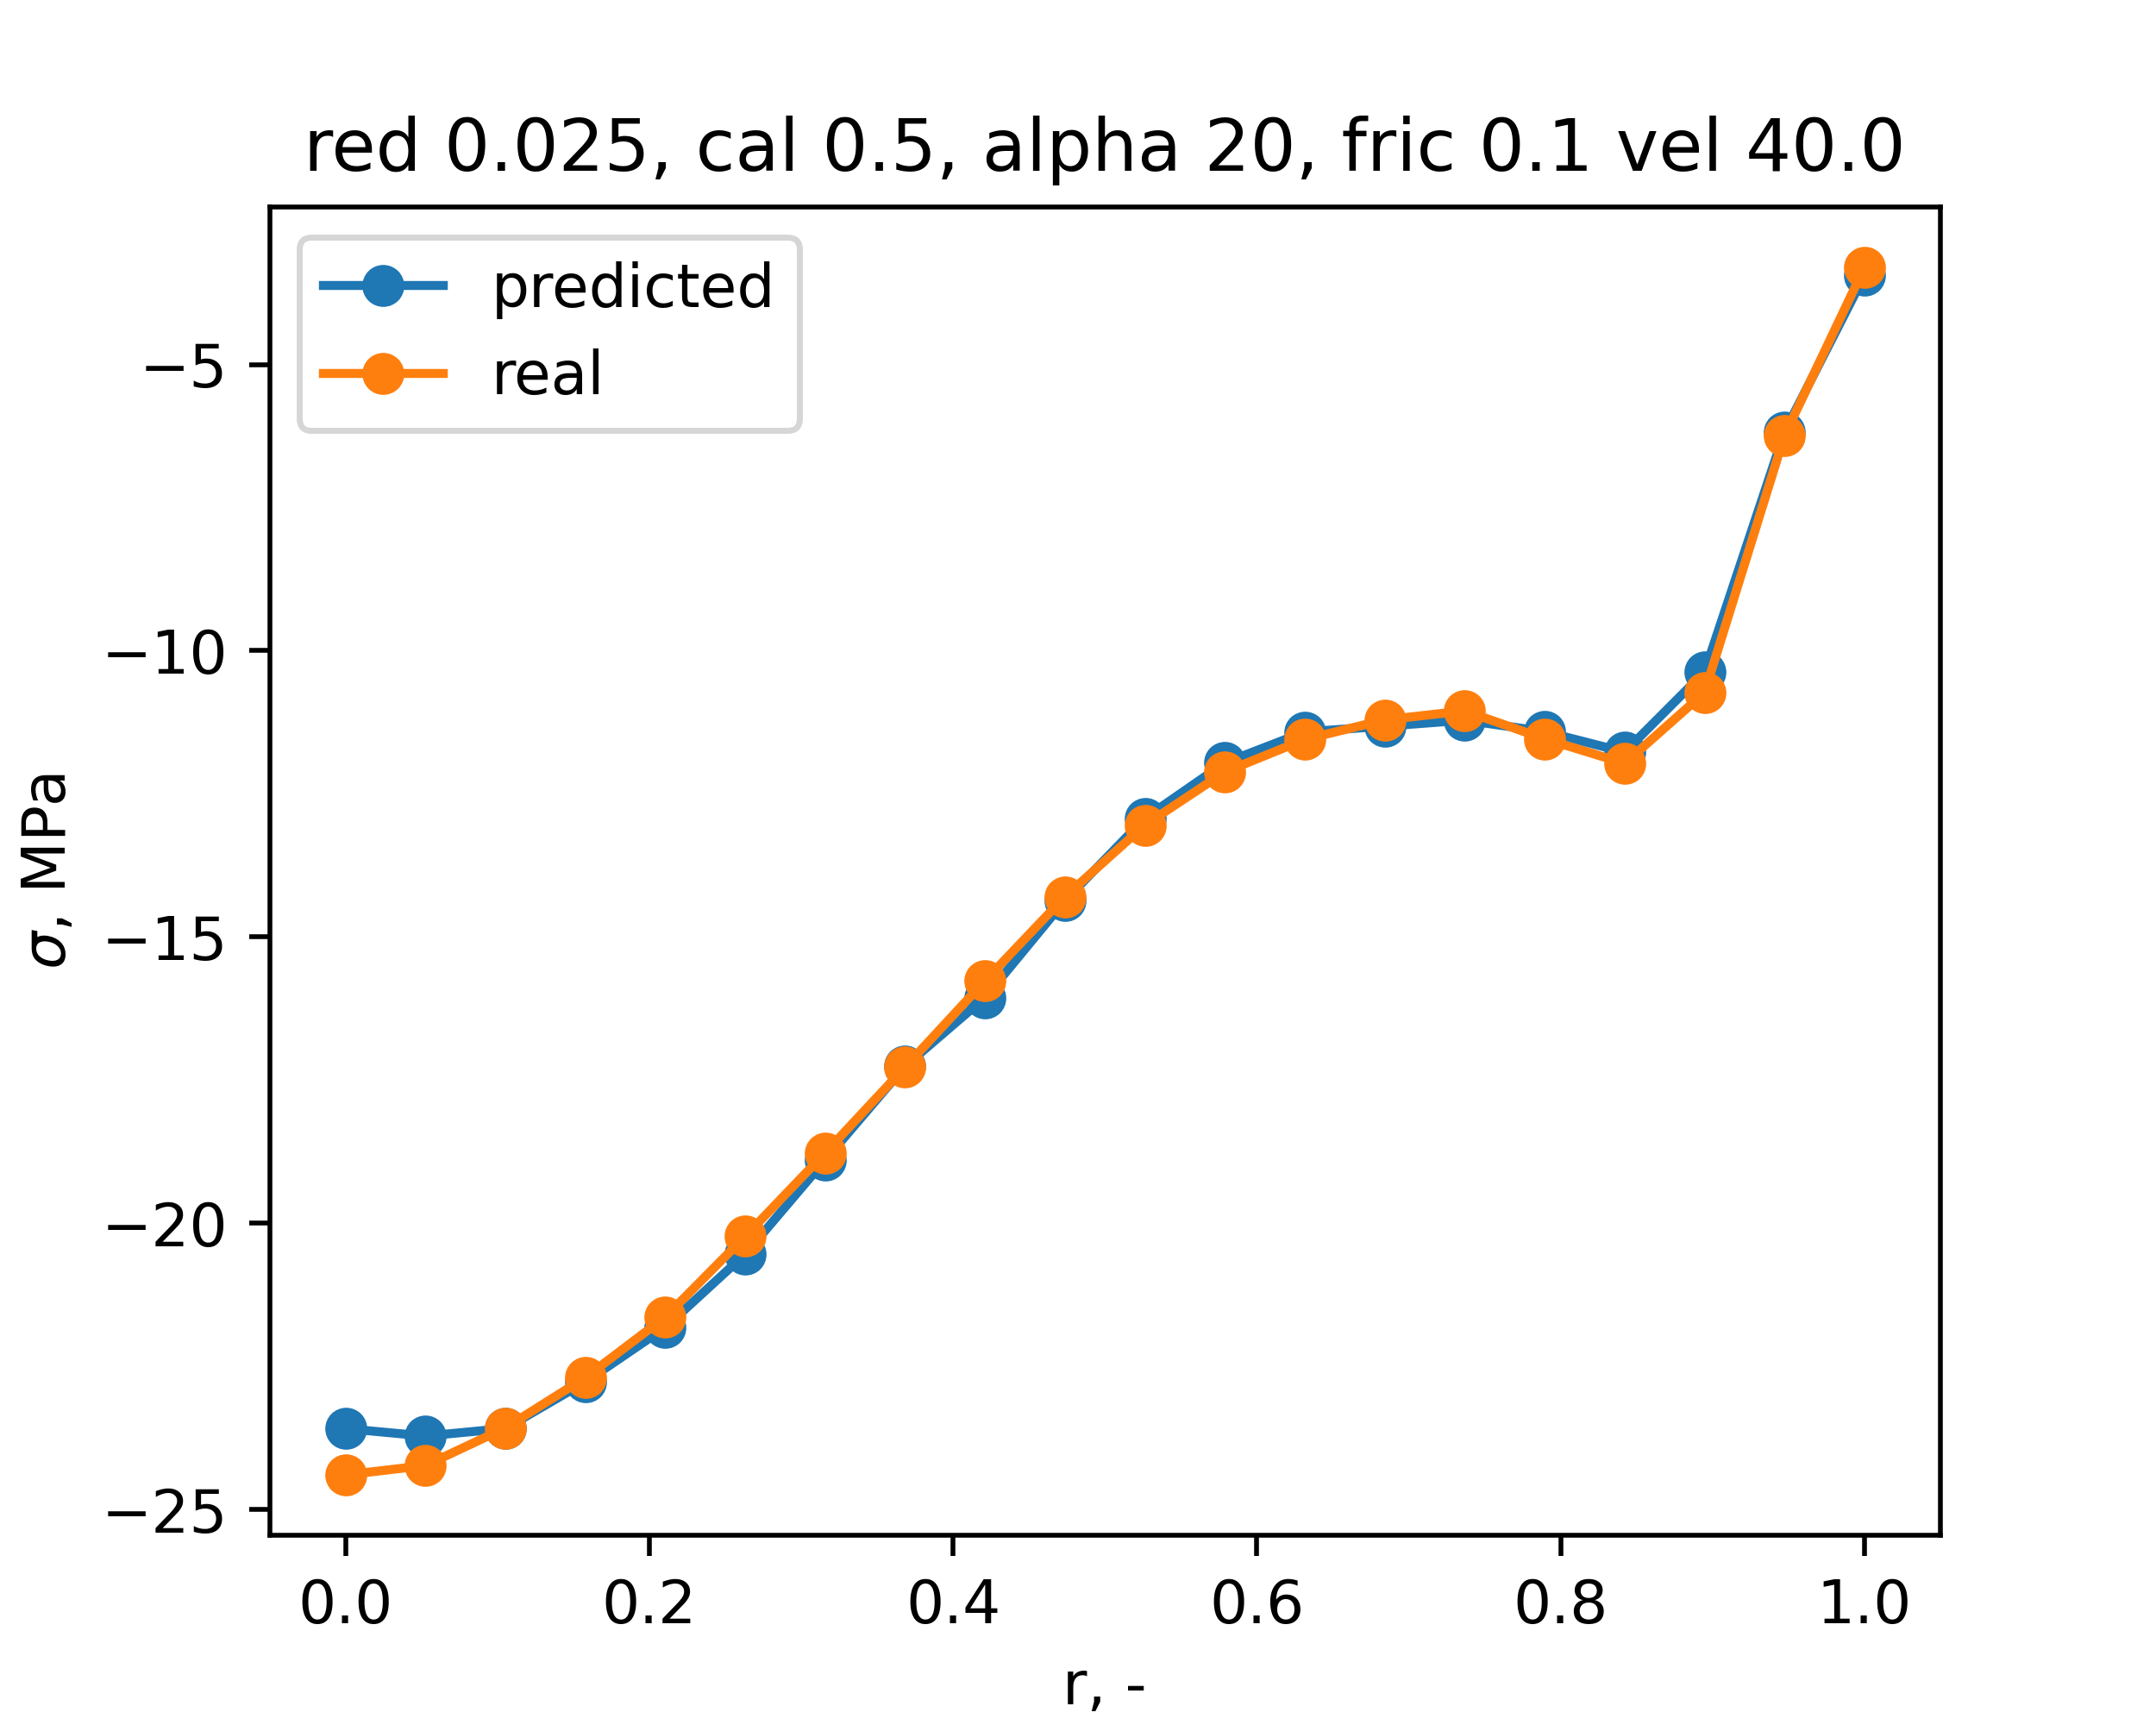 red 0.025, cal 0.5, alpha 20, fric 0.1 vel 40.0
predicted
real
−5
−10
−15
−20
−25
σ, MPa
0.0 0.2 0.4 0.6 0.8 1.0
r, -